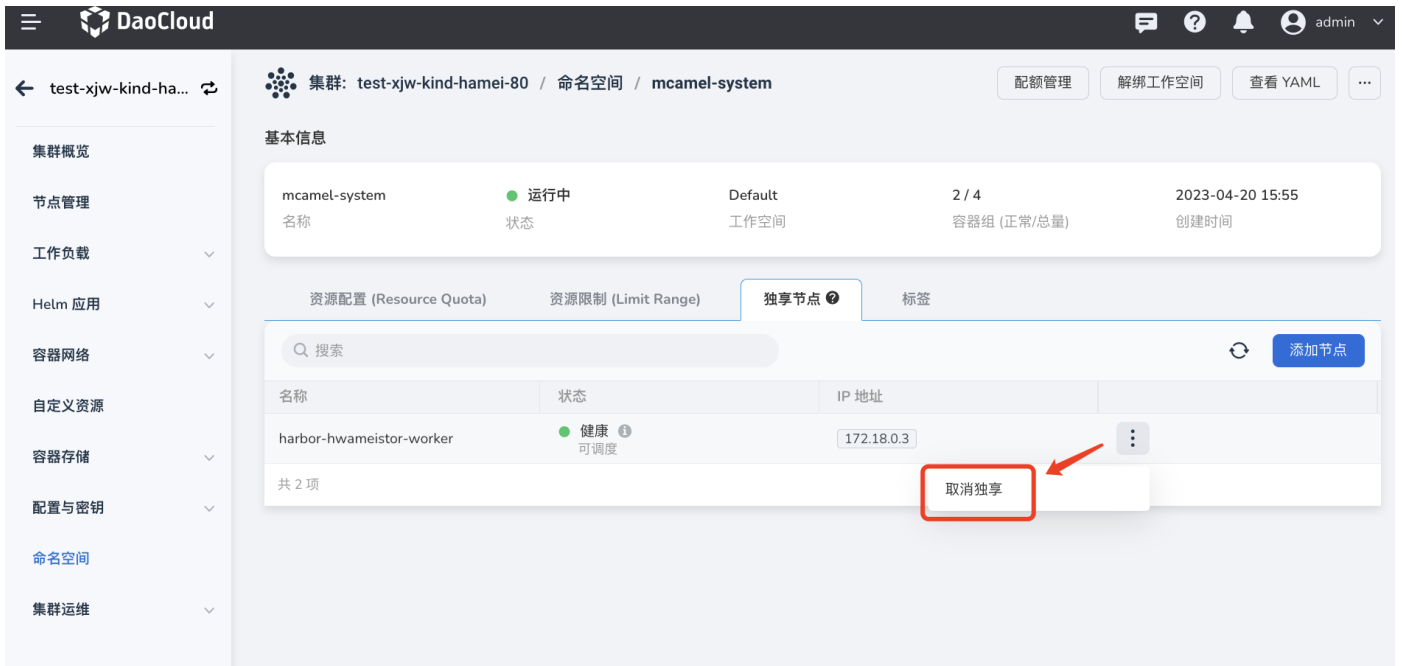 DaoCloud
admin
test-xjw-kind-ha...
集群: test-xjw-kind-hamei-80 / 命名空间 / mcamel-system
配额管理
解绑工作空间
查看 YAML
...
集群概览
节点管理
工作负载
Helm 应用
容器网络
自定义资源
容器存储
配置与密钥
命名空间
集群运维
基本信息
mcamel-system
运行中
Default
2 / 4
2023-04-20 15:55
名称
状态
工作空间
容器组 (正常/总量)
创建时间
资源配置 (Resource Quota)
资源限制 (Limit Range)
独享节点
标签
搜索
添加节点
名称
状态
IP 地址
harbor-hwameistor-worker
健康
可调度
172.18.0.3
共 2 项
取消独享